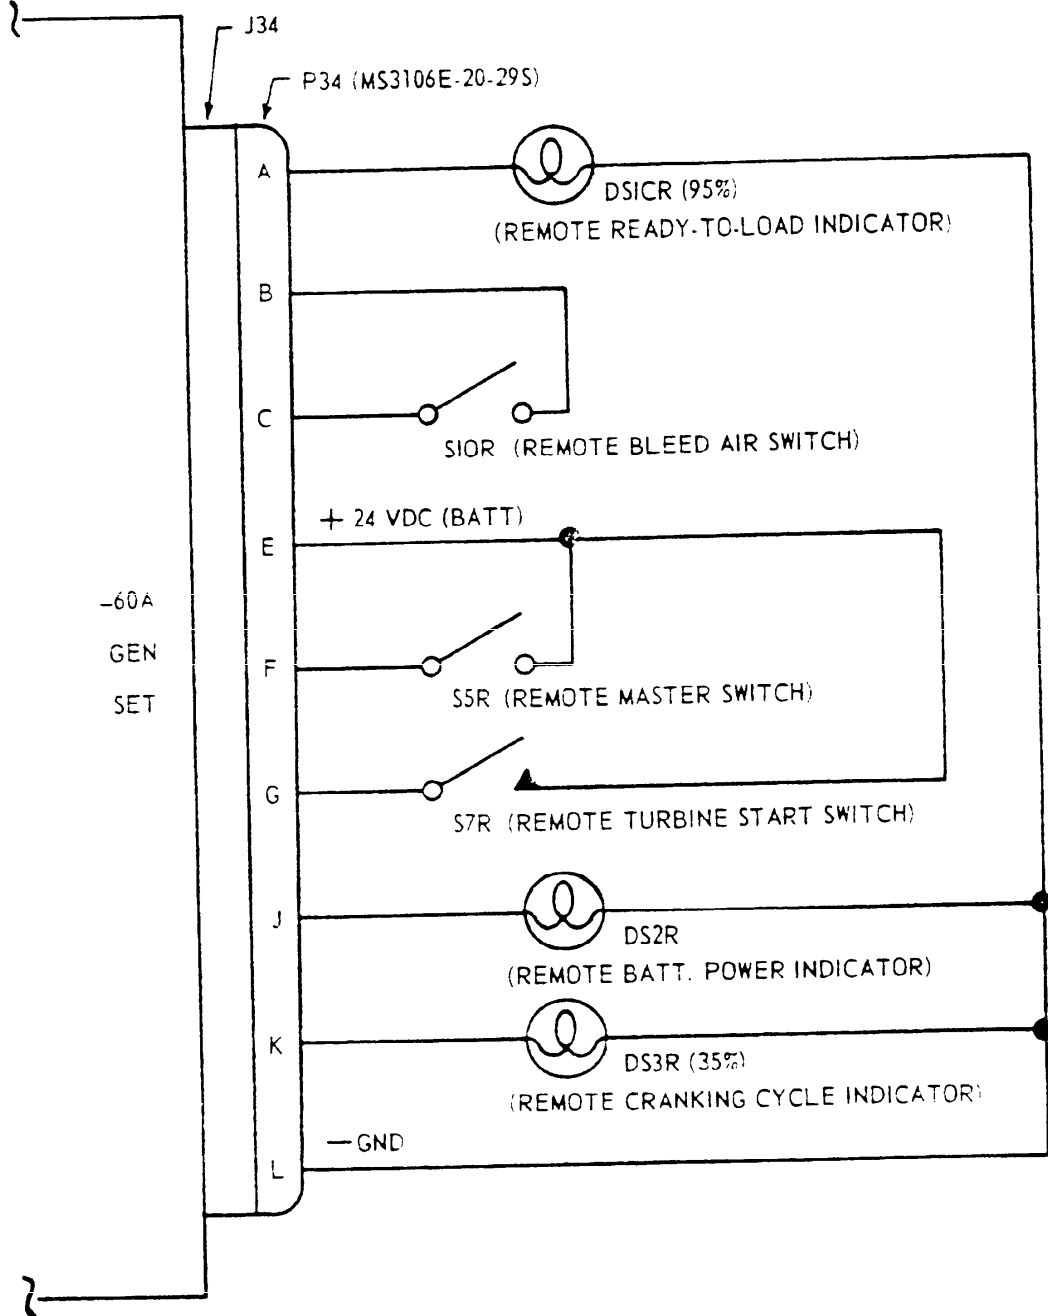 J34
P34 (MS3106E-20-29S)
A
DS1CR (95%)
(REMOTE READY-TO-LOAD INDICATOR)
B
C
S10R (REMOTE BLEED AIR SWITCH)
+ 24 VDC (BATT)
E
-60A
GEN
SET
F
S5R (REMOTE MASTER SWITCH)
G
S7R (REMOTE TURBINE START SWITCH)
J
DS2R
(REMOTE BATT. POWER INDICATOR)
K
DS3R (35%)
(REMOTE CRANKING CYCLE INDICATOR)
— GND
L